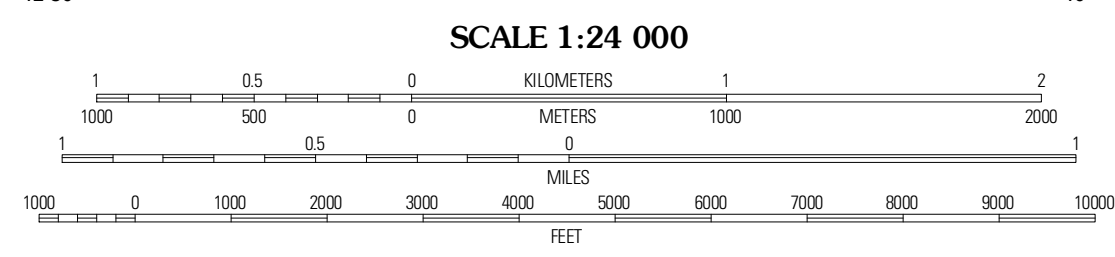 SCALE 1:24 000
1 0.5 0 KILOMETERS 1 2
1000 500 0 METERS 1000 2000
1 0.5 0 1
MILES
1000 0 1000 2000 3000 4000 5000 6000 7000 8000 9000 10000
FEET